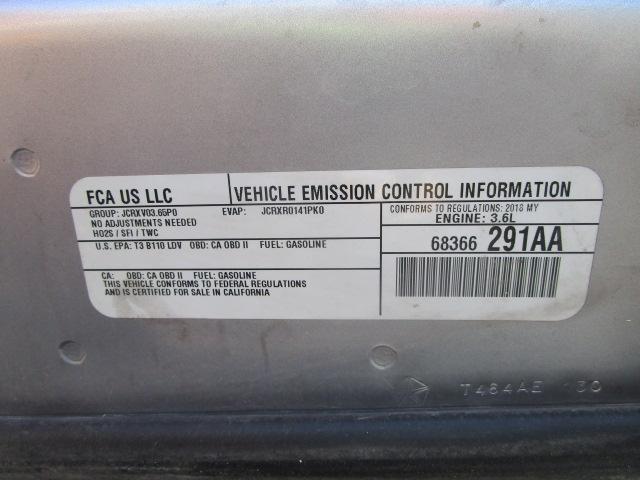 FCA US LLC
VEHICLE EMISSION CONTROL INFORMATION
GROUP: JCRXV03.65P0 EVAP: JCRXR0141PK0
NO ADJUSTMENTS NEEDED
HO2S / SFI / TWC
CONFORMS TO REGULATIONS: 2018 MY
ENGINE: 3.6L
U.S. EPA: T3 B110 LDV OBD: CA OBD II FUEL: GASOLINE
68366 291AA
CA: OBD: CA OBD II FUEL: GASOLINE
THIS VEHICLE CONFORMS TO FEDERAL REGULATIONS
AND IS CERTIFIED FOR SALE IN CALIFORNIA
T464AE 30